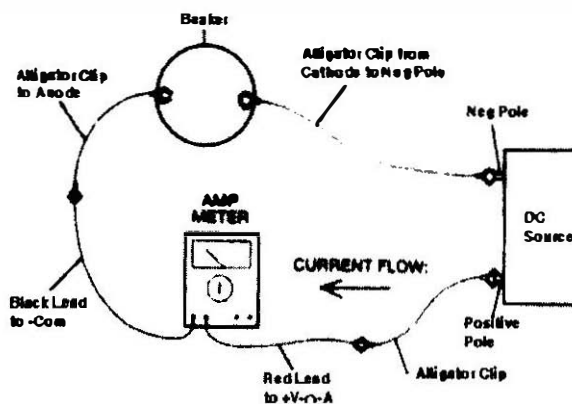 Beaker
Alligator Clip
to Anode
Alligator Clip from
Cathode to Neg Pole
Neg Pole
DC
Source
AMP
METER
CURRENT FLOW:
Black Lead
to -Com
Positive
Pole
Red Lead
to +V-Ω-A
Alligator Clip